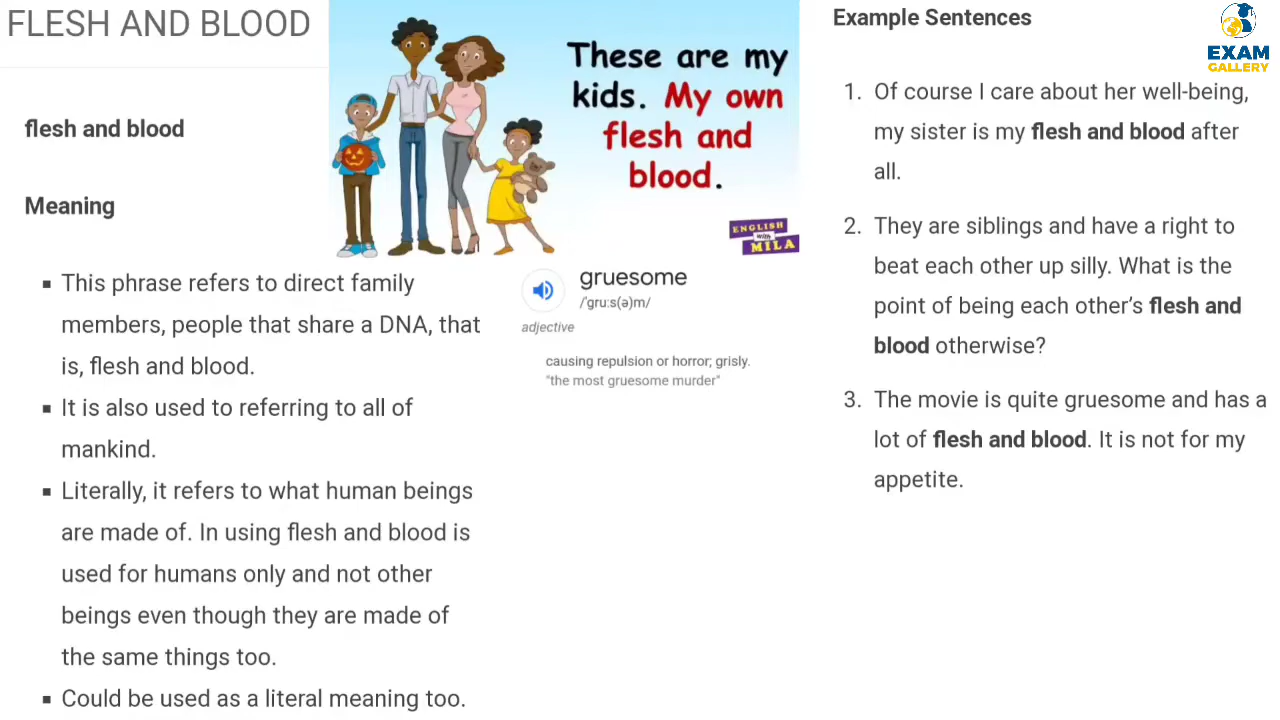 FLESH AND BLOOD
flesh and blood
Meaning
▪ This phrase refers to direct family
members, people that share a DNA, that
is, flesh and blood.
▪ It is also used to referring to all of
mankind.
▪ Literally, it refers to what human beings
are made of. In using flesh and blood is
used for humans only and not other
beings even though they are made of
the same things too.
▪ Could be used as a literal meaning too.
These are my
kids. My own
flesh and
blood.
ENGLISH
with
MILA
gruesome
/ˈɡruːs(ə)m/
adjective
causing repulsion or horror; grisly.
"the most gruesome murder"
Example Sentences
1. Of course I care about her well-being,
my sister is my flesh and blood after
all.
2. They are siblings and have a right to
beat each other up silly. What is the
point of being each other’s flesh and
blood otherwise?
3. The movie is quite gruesome and has a
lot of flesh and blood. It is not for my
appetite.
EXAM
GALLERY